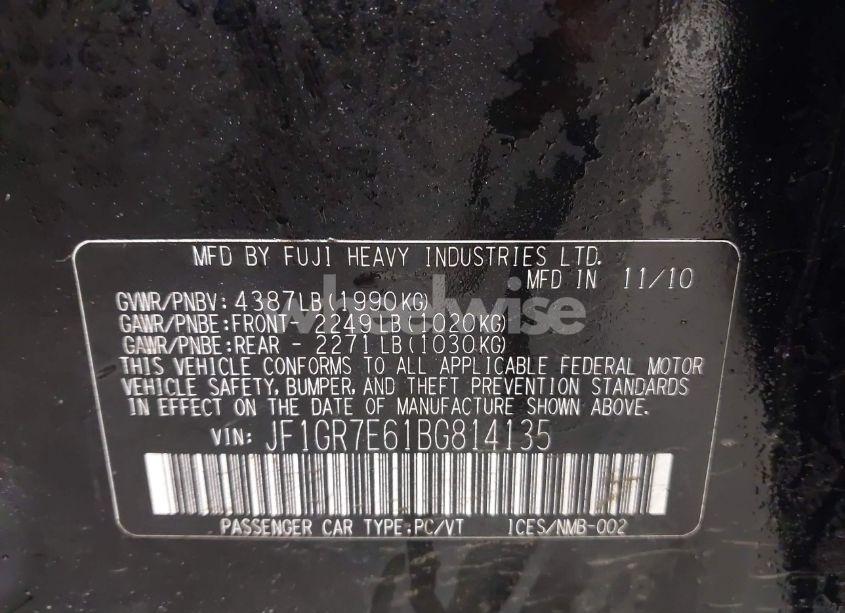 MFD BY FUJI HEAVY INDUSTRIES LTD.
MFD IN 11/10
GVWR/PNBV: 4387LB(1990KG)
GAWR/PNBE:FRONT - 2249LB(1020KG)
GAWR/PNBE:REAR - 2271LB(1030KG)
THIS VEHICLE CONFORMS TO ALL APPLICABLE FEDERAL MOTOR
VEHICLE SAFETY, BUMPER, AND THEFT PREVENTION STANDARDS
IN EFFECT ON THE DATE OF MANUFACTURE SHOWN ABOVE.
VIN: JF1GR7E61BG814135
PASSENGER CAR TYPE:PC/VT ICES/NMB-002
wheelwise